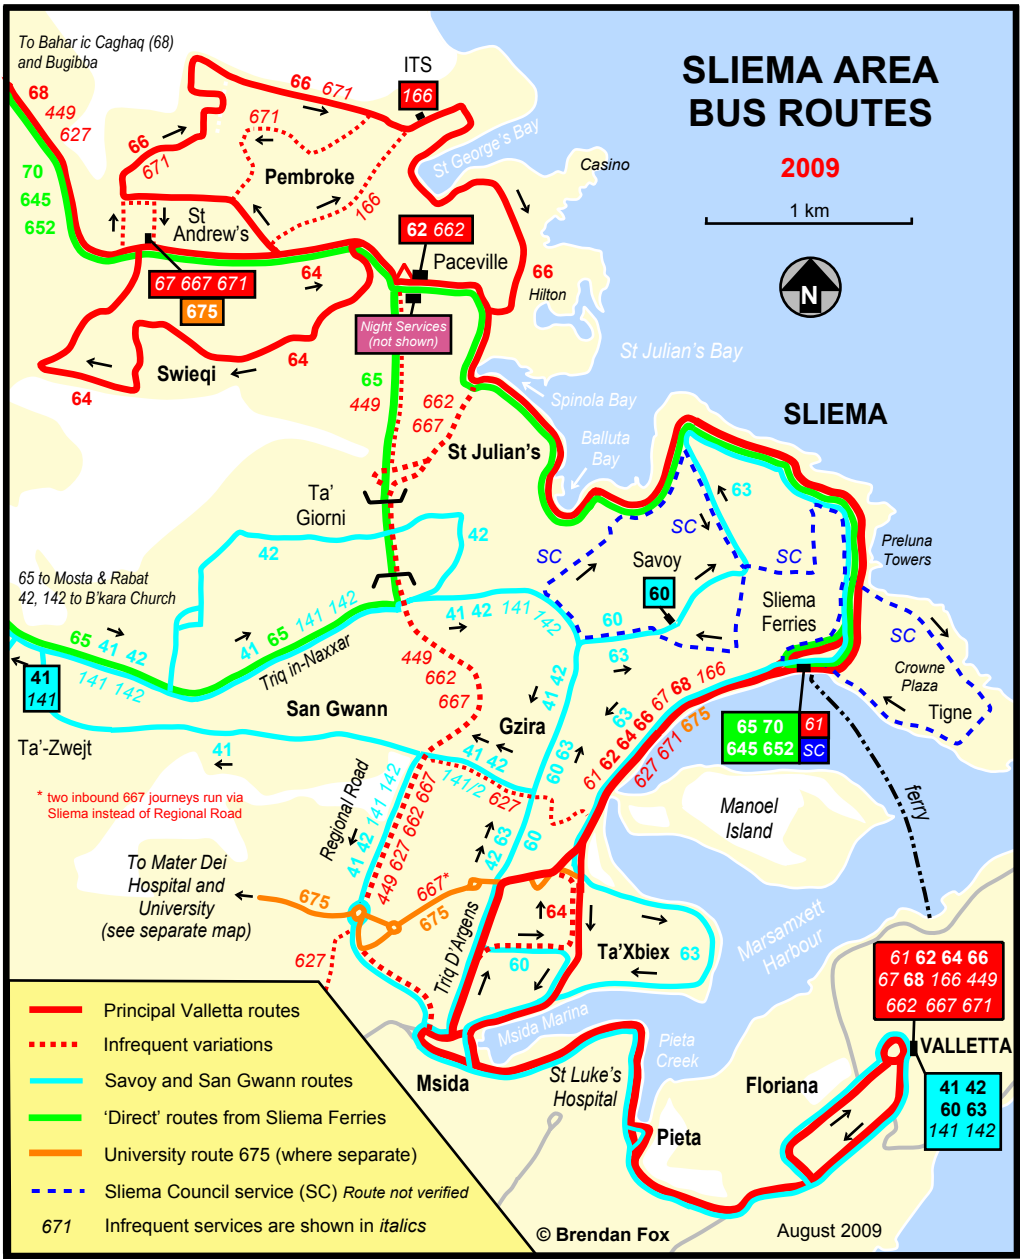 To Bahar ic Caghaq (68)
and Bugibba
ITS
166
SLIEMA AREA
BUS ROUTES
2009
1 km
N
68
449
627
70
645
652
66 671
671
66
671
Pembroke
166
St George's Bay
Casino
St
Andrew's
62 662
Paceville
67 667 671
675
64
66
Hilton
Night Services
(not shown)
Swieqi
64
64
65
449
662
667
St Julian's Bay
Spinola Bay
Balluta
Bay
SLIEMA
St Julian's
Ta'
Giorni
42
42
63
SC
SC
SC
Savoy
60
Preluna
Towers
65 to Mosta & Rabat
42, 142 to B'kara Church
Sliema
Ferries
SC
Crowne
Plaza
Tigne
65 41 42
141 142
41 65 141 142
Triq in-Naxxar
41 42 141
142
60
63
41
141
449
662
667
San Gwann
Gzira
41 42
63
61 62 64 66 67 68 166
627 671 675
65 70
645 652
61
SC
Ta'-Zwejt
41
41 42
141/2
627
60 63
60
42 63
* two inbound 667 journeys run via
Sliema instead of Regional Road
Regional Road
41 42 141 142
449 627 662 667
Manoel
Island
ferry
To Mater Dei
Hospital and
University
(see separate map)
675
667*
675
627
Triq D'Argens
64
60
Ta'Xbiex
63
Marsamxett
Harbour
61 62 64 66
67 68 166 449
662 667 671
VALLETTA
41 42
60 63
141 142
Msida Marina
Pieta
Creek
Msida
St Luke's
Hospital
Floriana
Pieta
Principal Valletta routes
Infrequent variations
Savoy and San Gwann routes
'Direct' routes from Sliema Ferries
University route 675 (where separate)
Sliema Council service (SC) Route not verified
671 Infrequent services are shown in italics
© Brendan Fox
August 2009